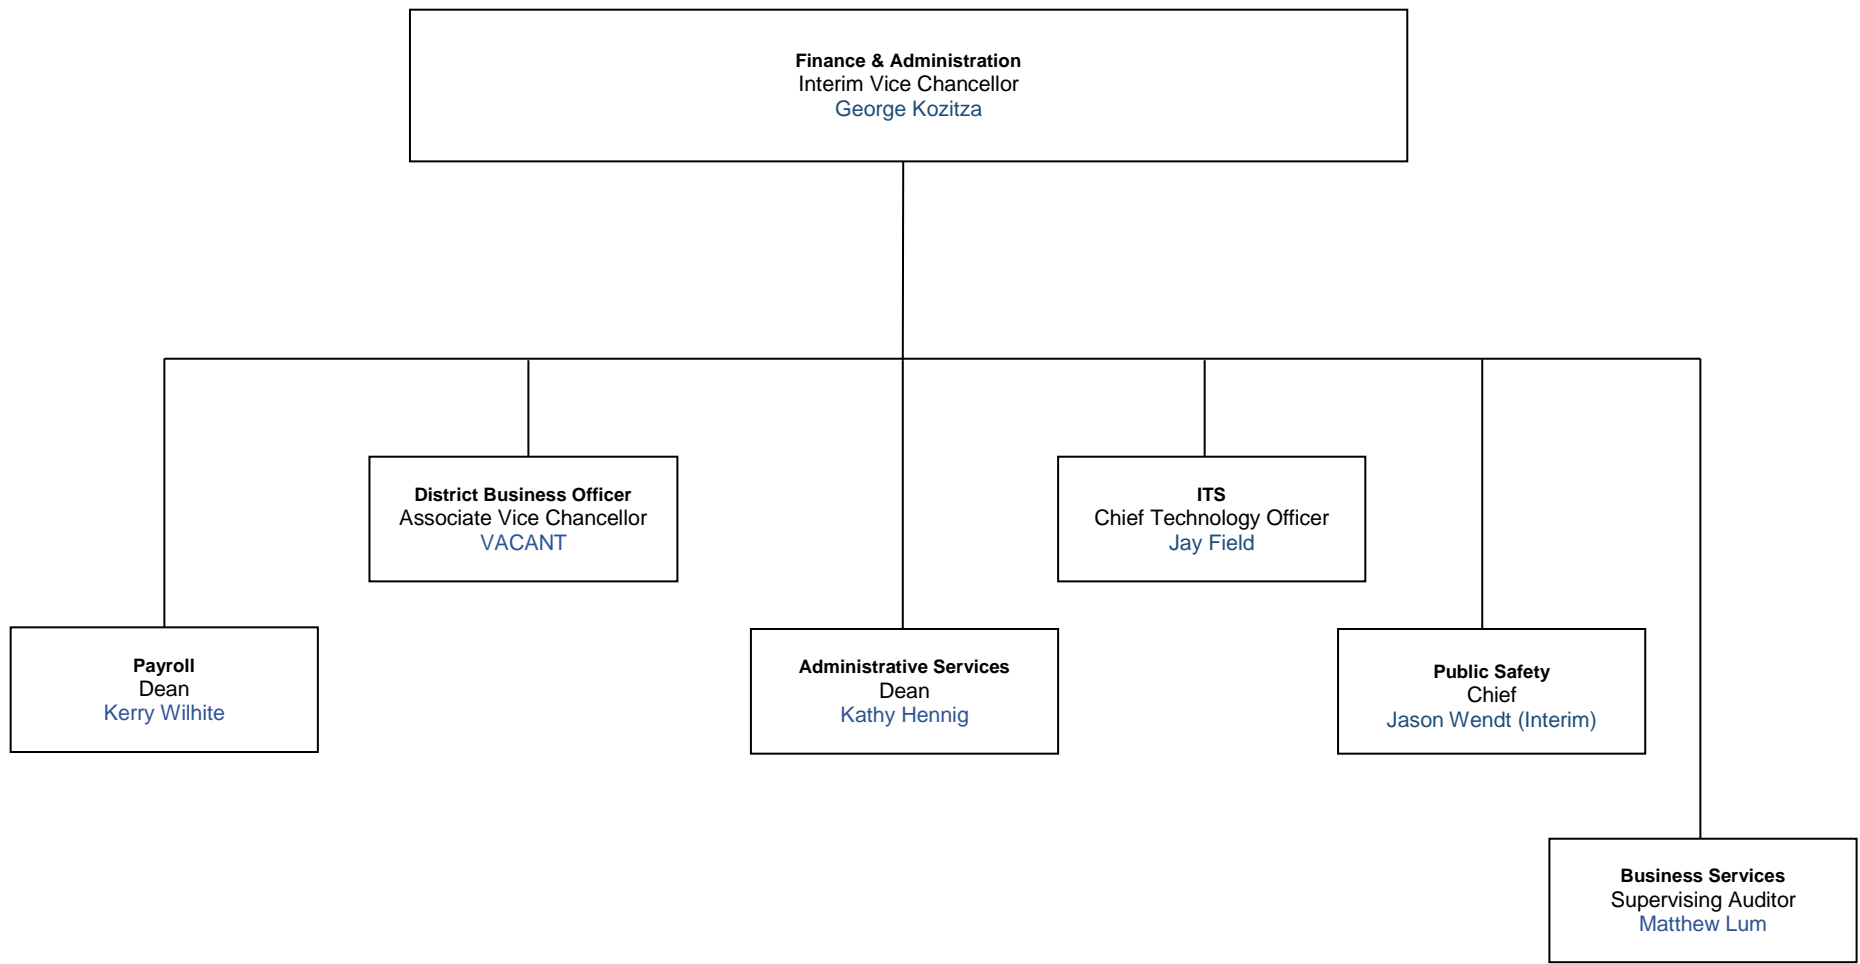 Finance & Administration
Interim Vice Chancellor
George Kozitza
District Business Officer
Associate Vice Chancellor
VACANT
ITS
Chief Technology Officer
Jay Field
Payroll
Dean
Kerry Wilhite
Administrative Services
Dean
Kathy Hennig
Public Safety
Chief
Jason Wendt (Interim)
Business Services
Supervising Auditor
Matthew Lum